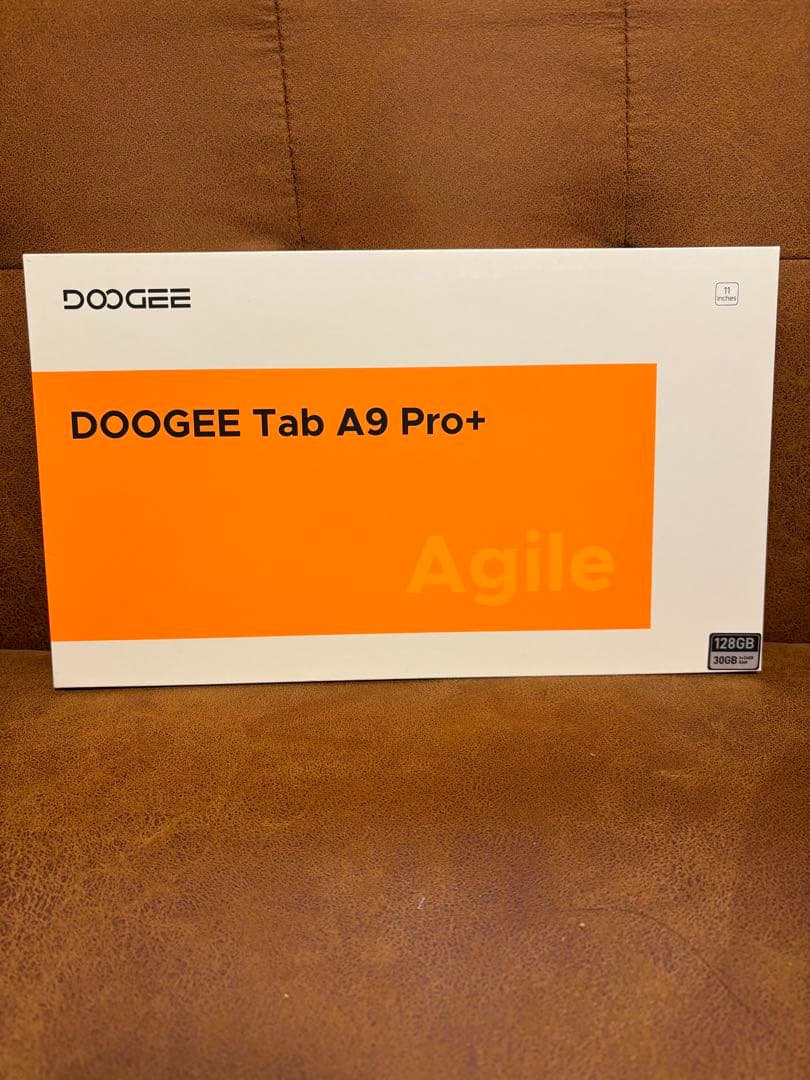 DOOGEE
11
inches
DOOGEE Tab A9 Pro+
Agile
128GB
30GB